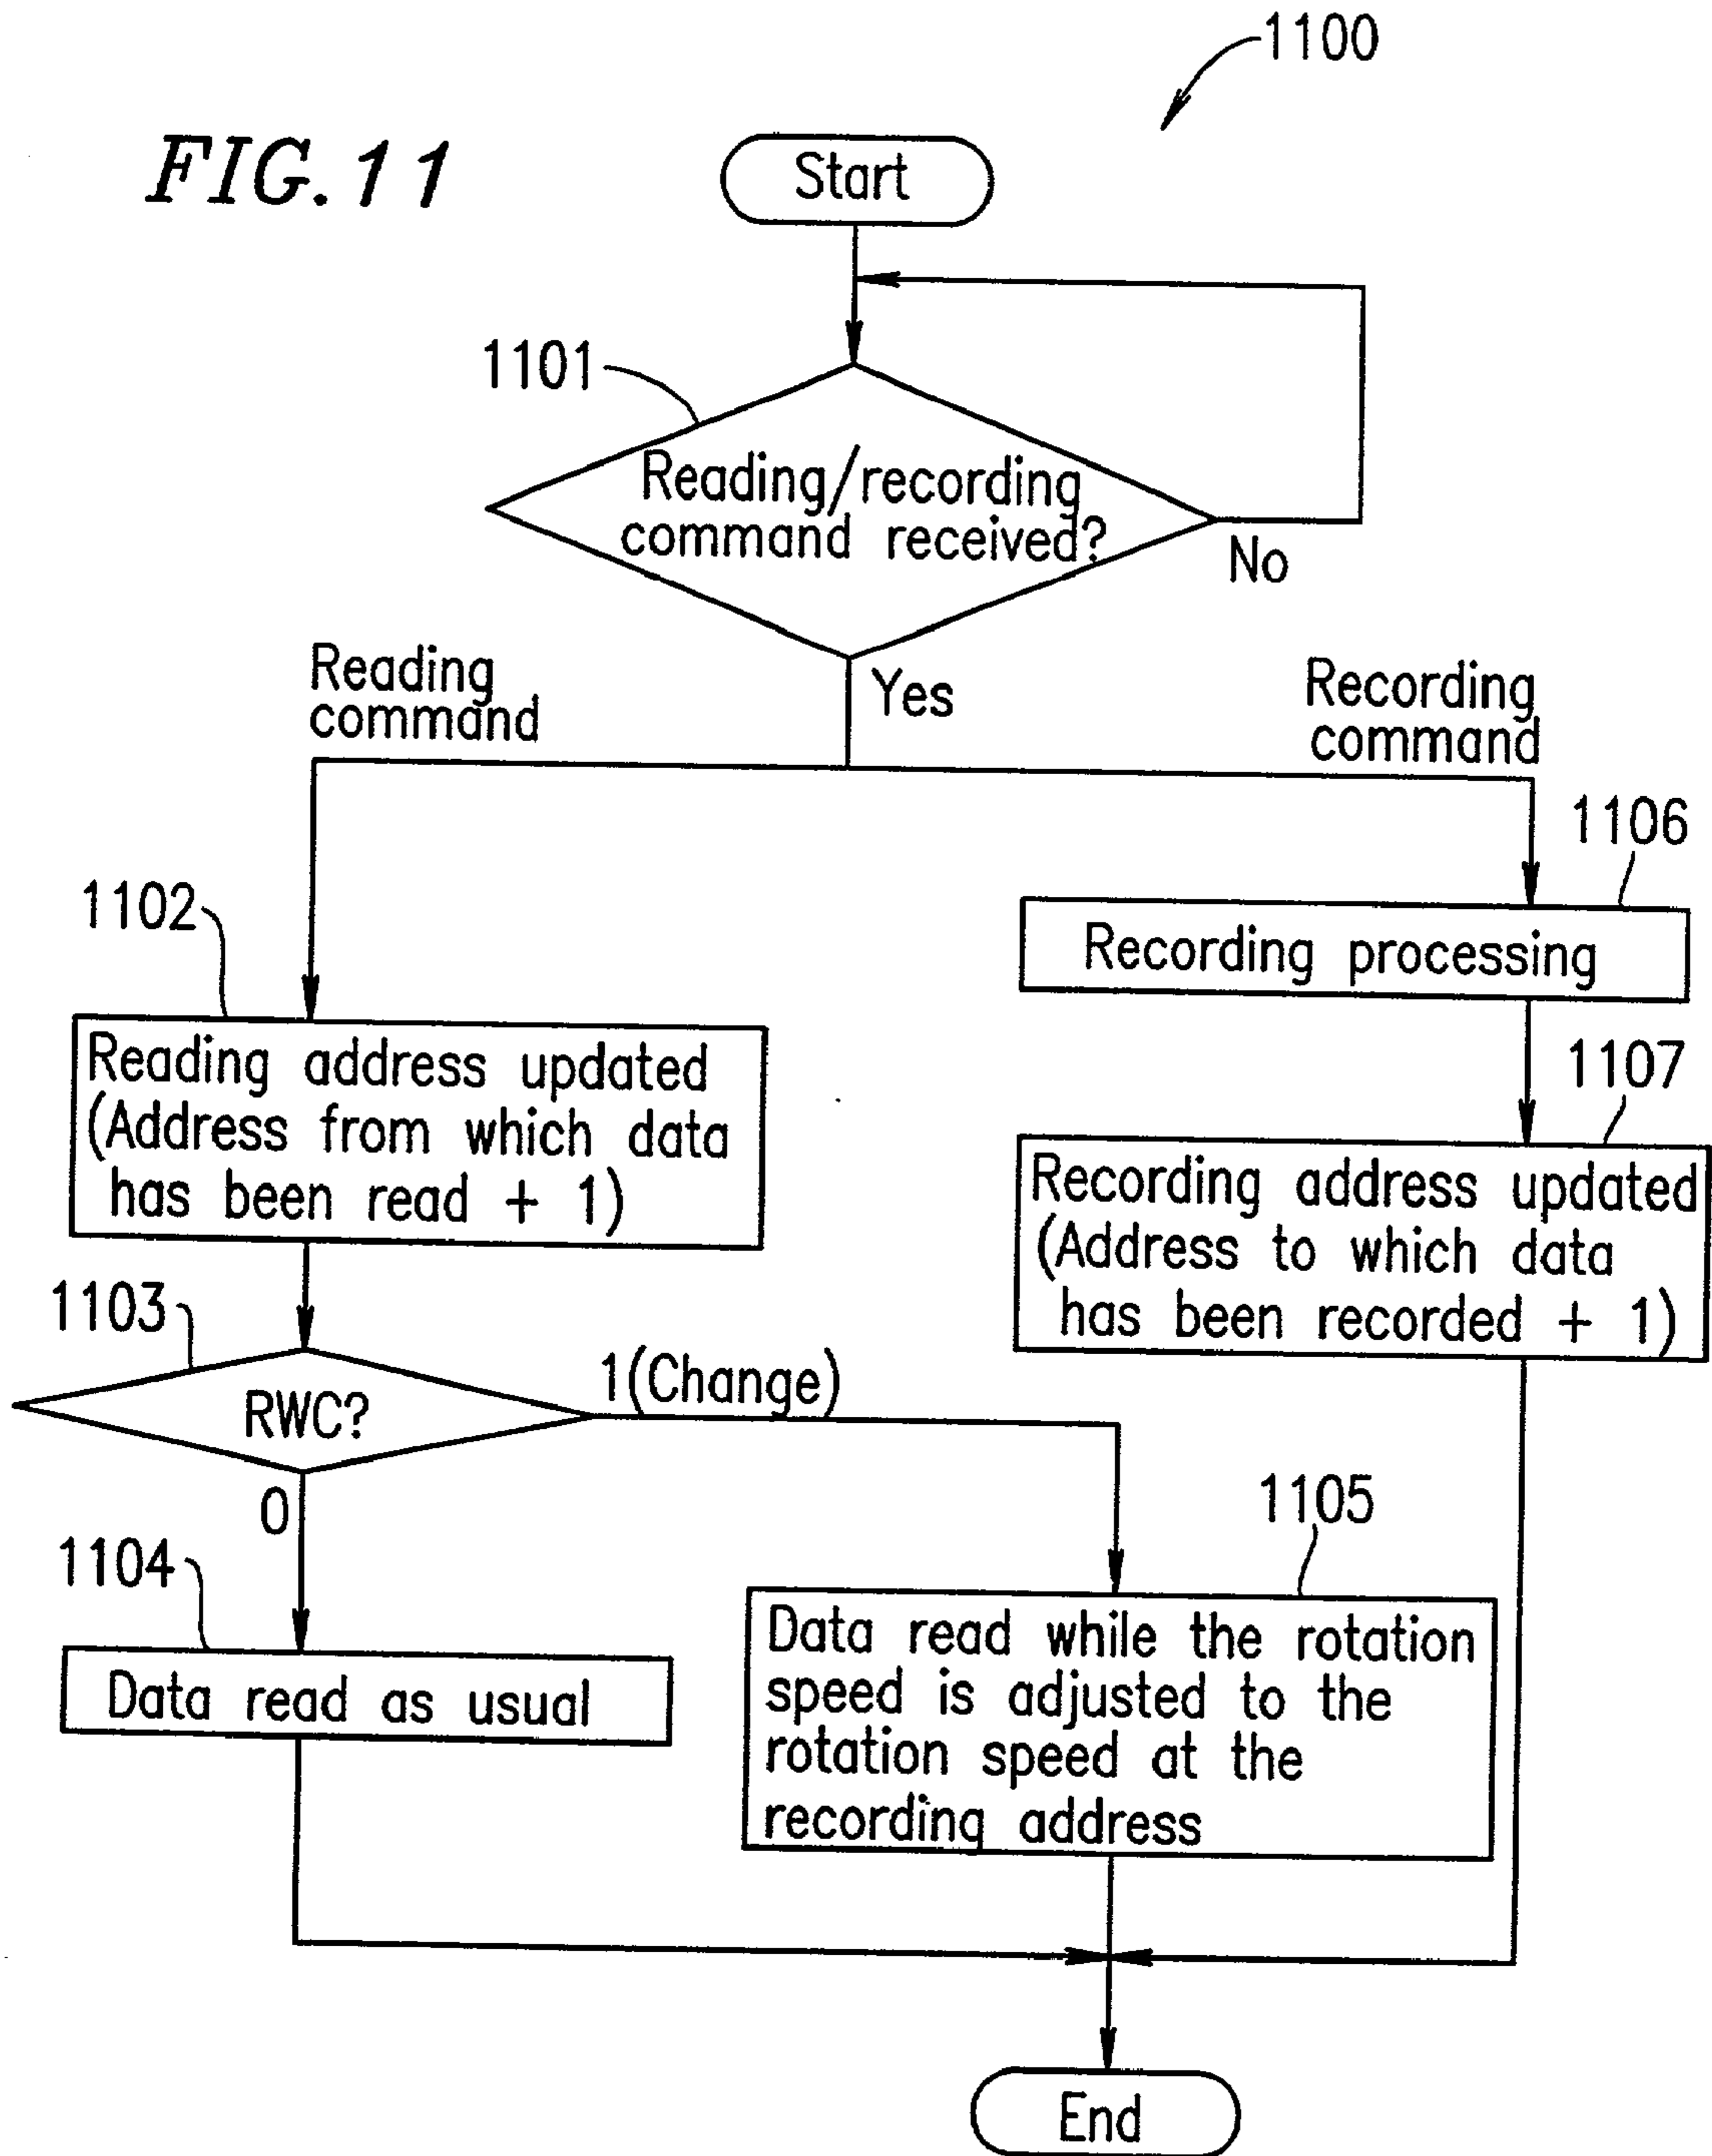 1100
FIG.11
Start
1101
Reading/recording
command received?
No
Yes
Reading
command
Recording
command
1106
Recording processing
1102
Reading address updated
(Address from which data
has been read + 1)
1107
Recording address updated
(Address to which data
has been recorded + 1)
1103
RWC?
1(Change)
0
1104
Data read as usual
1105
Data read while the rotation
speed is adjusted to the
rotation speed at the
recording address
End